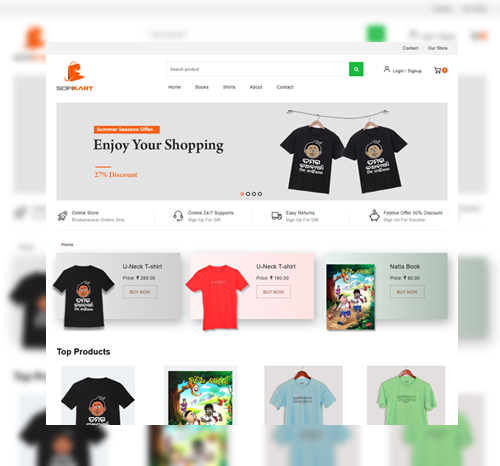 Contact
Our Store
SOFIKART
Search product
Login / Signup
0
Home
Books
Shirts
About
Contact
Summer Seasone Offer.
Enjoy Your Shopping
27% Discount
Online Store
Bhubaneswar Orders Only
Online 24/7 Supports
Sign Up For Gift
Easy Returns
Sign Up For Gift
Festive Offer 30% Discount
Sign Us For Voucher
Home
U-Neck T-shirt
Price: ₹ 289.00
BUY NOW
U-Neck T-shirt
Price: ₹ 180.00
BUY NOW
Natia Book
Price: ₹ 80.00
BUY NOW
Top Products